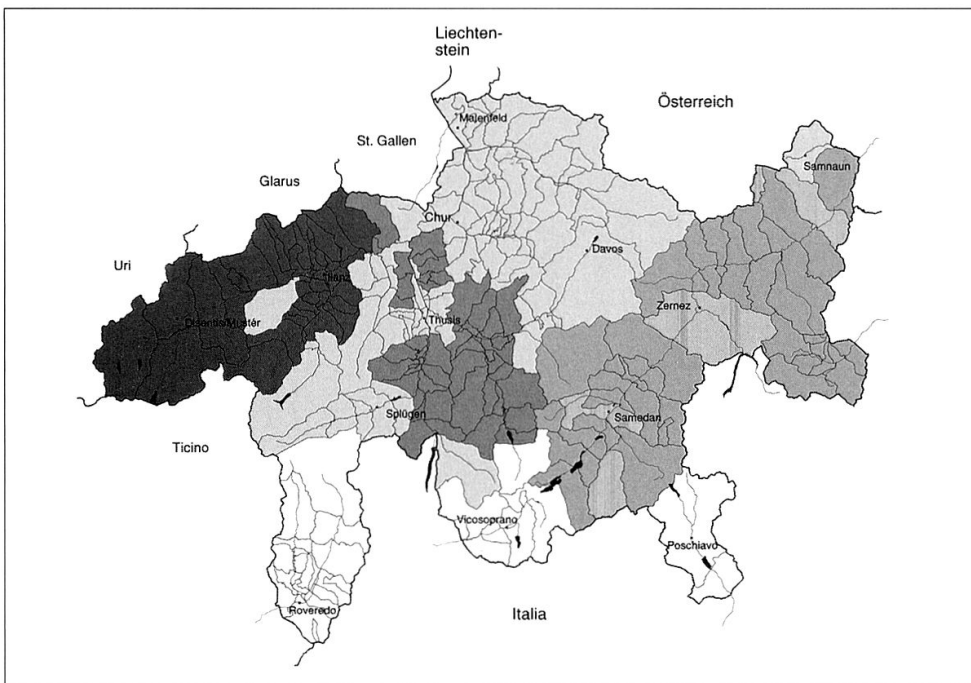 Liechten-
stein
Österreich
Maienfeld
St. Gallen
Samnaun
Glarus
Chur
Davos
Uri
Ilanz
Zernez
Disentis/Mustér
Thusis
Splügen
Samedan
Ticino
Vicosoprano
Poschiavo
Roveredo
Italia